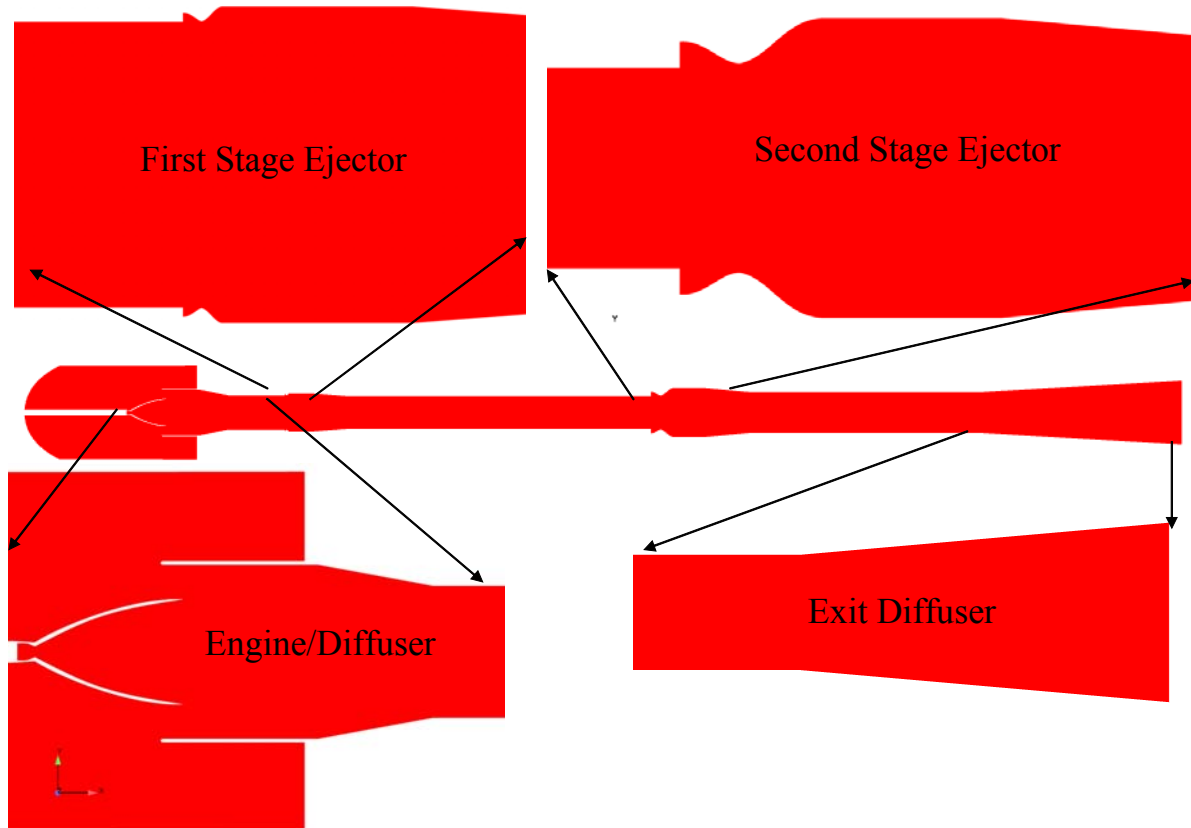 First Stage Ejector
Second Stage Ejector
Y
Engine/Diffuser
Exit Diffuser
Y
X